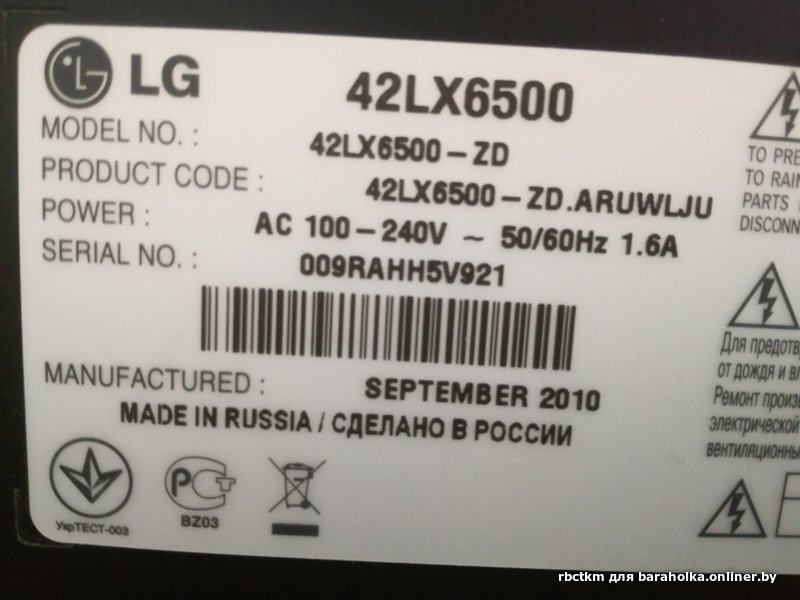 LG
42LX6500
MODEL NO. : 42LX6500-ZD
PRODUCT CODE : 42LX6500-ZD.ARUWLJU
POWER : AC 100-240V ~ 50/60Hz 1.6A
SERIAL NO. : 009RAHH5V921
MANUFACTURED : SEPTEMBER 2010
MADE IN RUSSIA / СДЕЛАНО В РОССИИ
УкрТЕСТ-003
BZ03
TO PRE
TO RAIN
PARTS
DISCONN
Для предотв
от дождя и вл
Ремонт произв
электрической
вентиляционны
rbctkm для baraholka.onliner.by